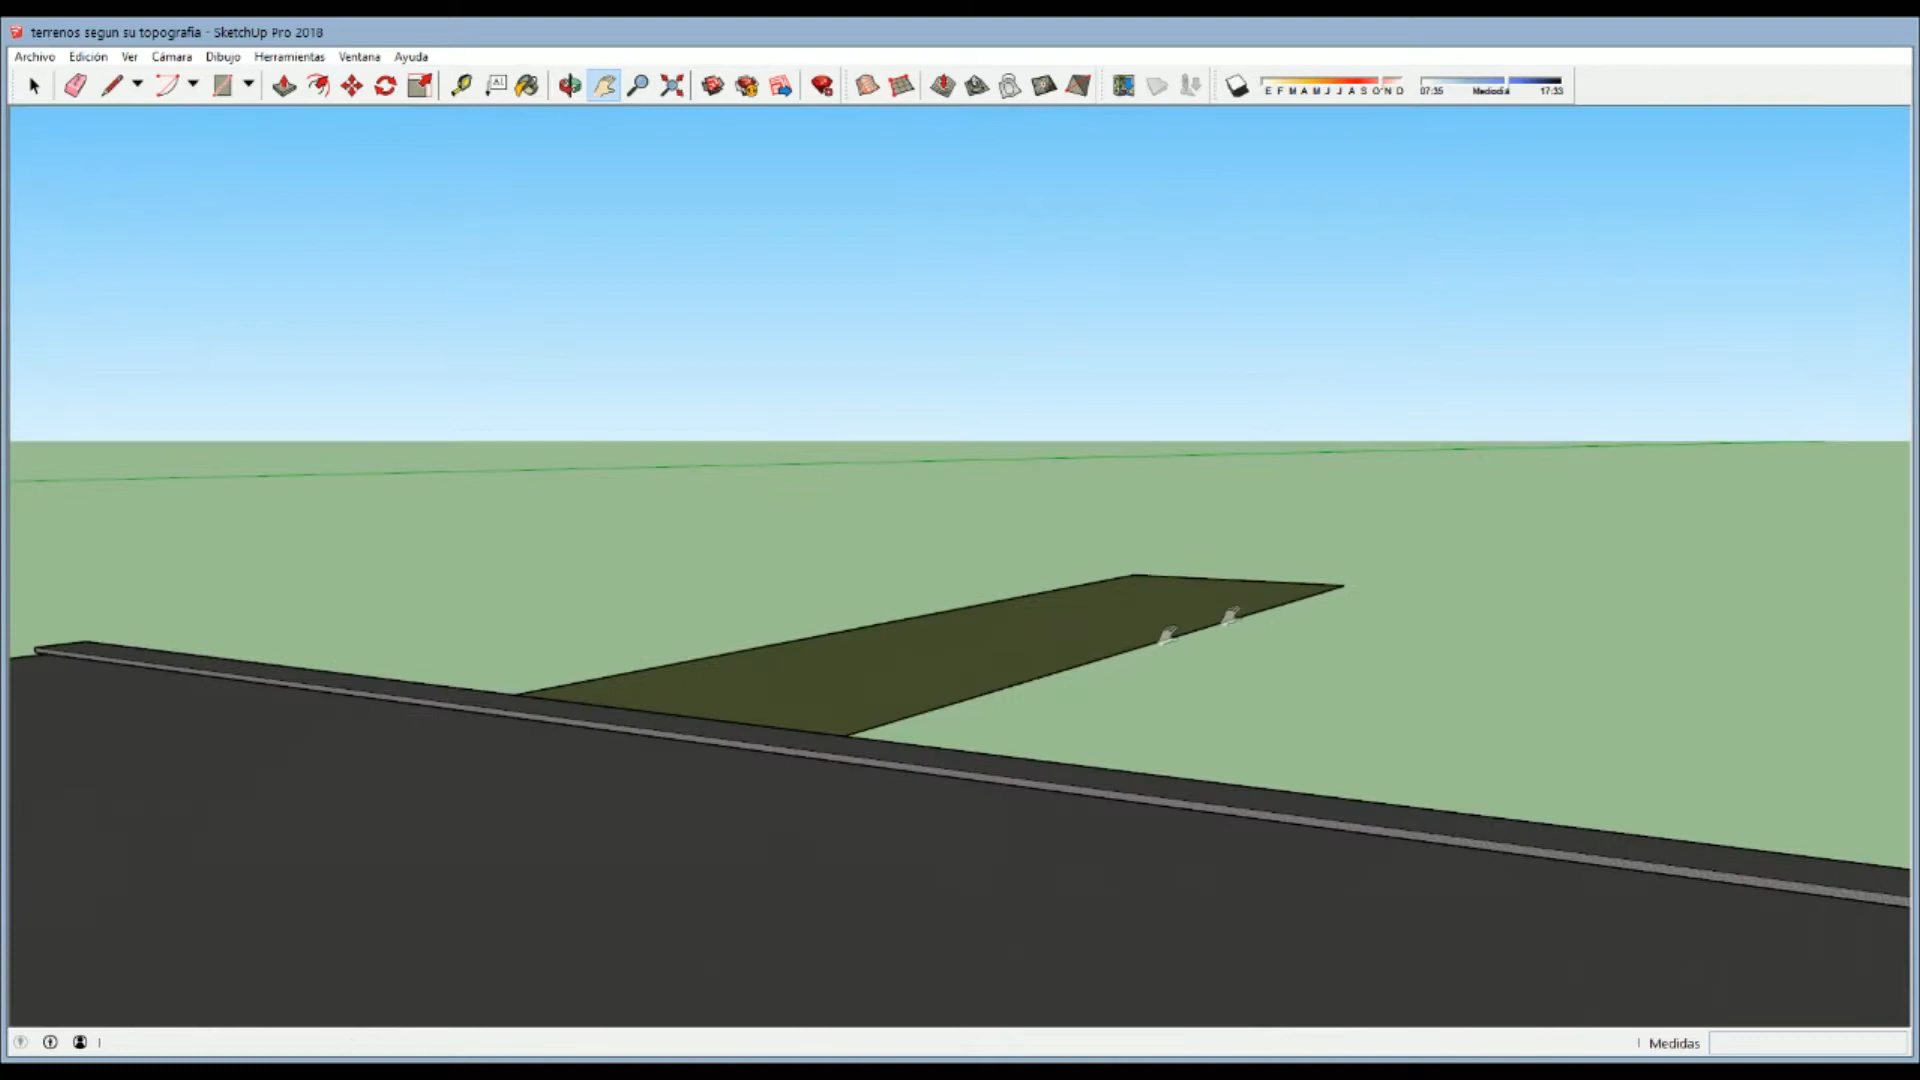 terrenos segun su topografia - SketchUp Pro 2018
Archivo Edición Ver Cámara Dibujo Herramientas Ventana Ayuda
E F M A M J J A S O N D 07:35 Mediodía 17:33
Medidas